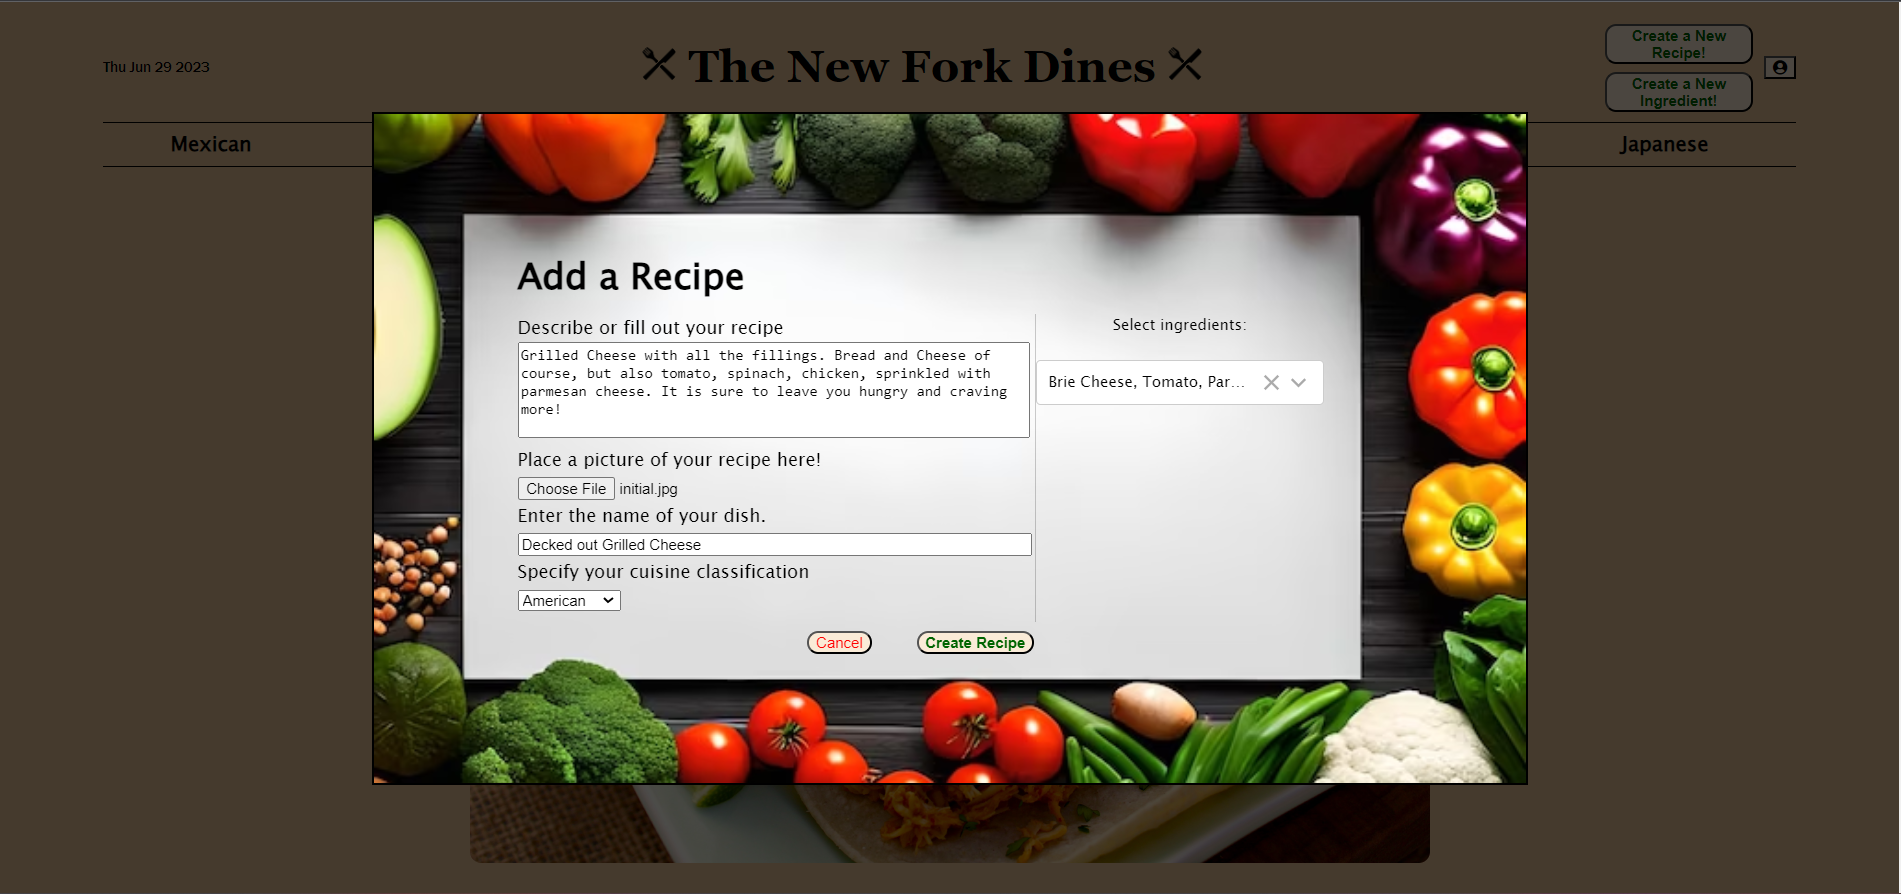 Thu Jun 29 2023
The New Fork Dines
Create a New
Recipe!
Create a New
Ingredient!
Mexican
Japanese
Add a Recipe
Describe or fill out your recipe
Grilled Cheese with all the fillings. Bread and Cheese of
course, but also tomato, spinach, chicken, sprinkled with
parmesan cheese. It is sure to leave you hungry and craving
more!
Place a picture of your recipe here!
Choose File initial.jpg
Enter the name of your dish.
Decked out Grilled Cheese
Specify your cuisine classification
American
Cancel
Create Recipe
Select ingredients:
Brie Cheese, Tomato, Par...